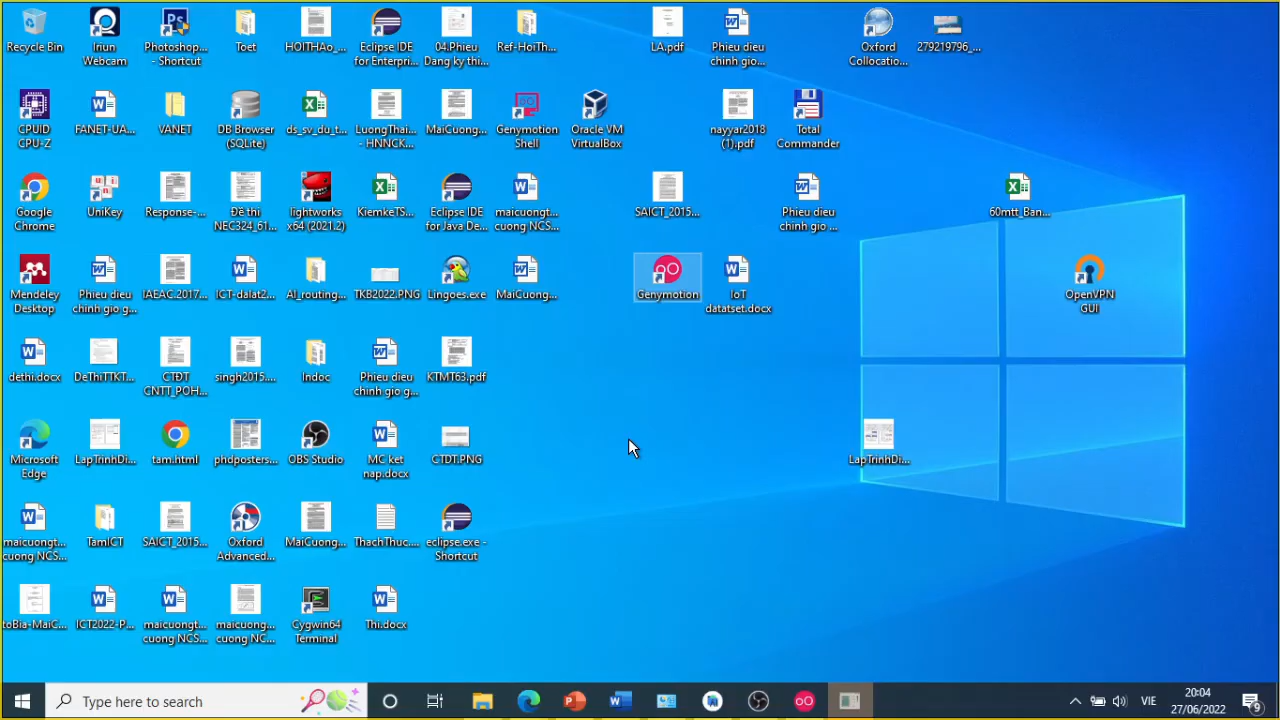 Recycle Bin
Iriun
Webcam
Photoshop...
- Shortcut
Toet
HOITHAo_...
Eclipse IDE
for Enterpri...
04.Phieu
Dang ky thi...
Ref-HoiTh...
LA.pdf
Phieu dieu
chinh gio...
Oxford
Collocatio...
279219796_...
CPUID
CPU-Z
FANET-UA...
VANET
DB Browser
(SQLite)
ds_sv_du_t...
LuongThai...
- HNNCK...
MaiCuong...
Genymotion
Shell
Oracle VM
VirtualBox
nayyar2018
(1).pdf
Total
Commander
Google
Chrome
UniKey
Response-...
Đề thi
NEC324_61...
lightworks
x64 (2021.2)
KiemkeTS...
Eclipse IDE
for Java De...
maicuongt...
cuong NCS...
SAICT_2015...
Phieu dieu
chinh gio ...
60mtt_Ban...
Mendeley
Desktop
Phieu dieu
chinh gio g...
IAEAC.2017...
ICT-dalat2...
AI_routing...
TKB2022.PNG
Lingoes.exe
MaiCuong...
Genymotion
IoT
datatset.docx
OpenVPN
GUI
dethi.docx
DeThiTTKT...
CTĐT
CNTT_POH...
singh2015....
Indoc
Phieu dieu
chinh gio g...
KTMT63.pdf
Microsoft
Edge
LapTrinhDi...
tam.html
phdposters...
OBS Studio
MC ket
nap.docx
CTDT.PNG
LapTrinhDi...
maicuongt...
cuong NCS...
TamICT
SAICT_2015...
Oxford
Advanced...
MaiCuong...
ThachThuc....
eclipse.exe -
Shortcut
toBia-MaiC...
ICT2022-P...
maicuongt...
cuong NCS...
maicuong...
cuong NC...
Cygwin64
Terminal
Thi.docx
Type here to search
VIE
20:04
27/06/2022
9